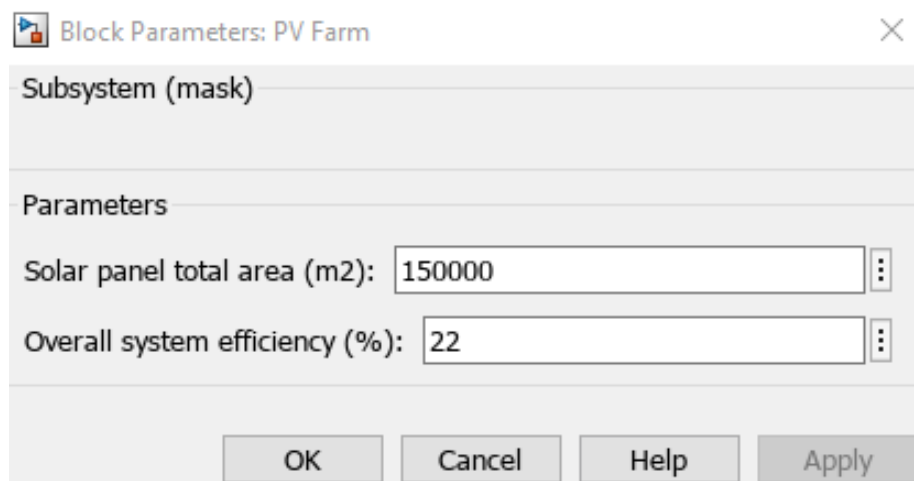 Block Parameters: PV Farm
Subsystem (mask)
Parameters
Solar panel total area (m2): 150000
Overall system efficiency (%): 22
OK Cancel Help Apply